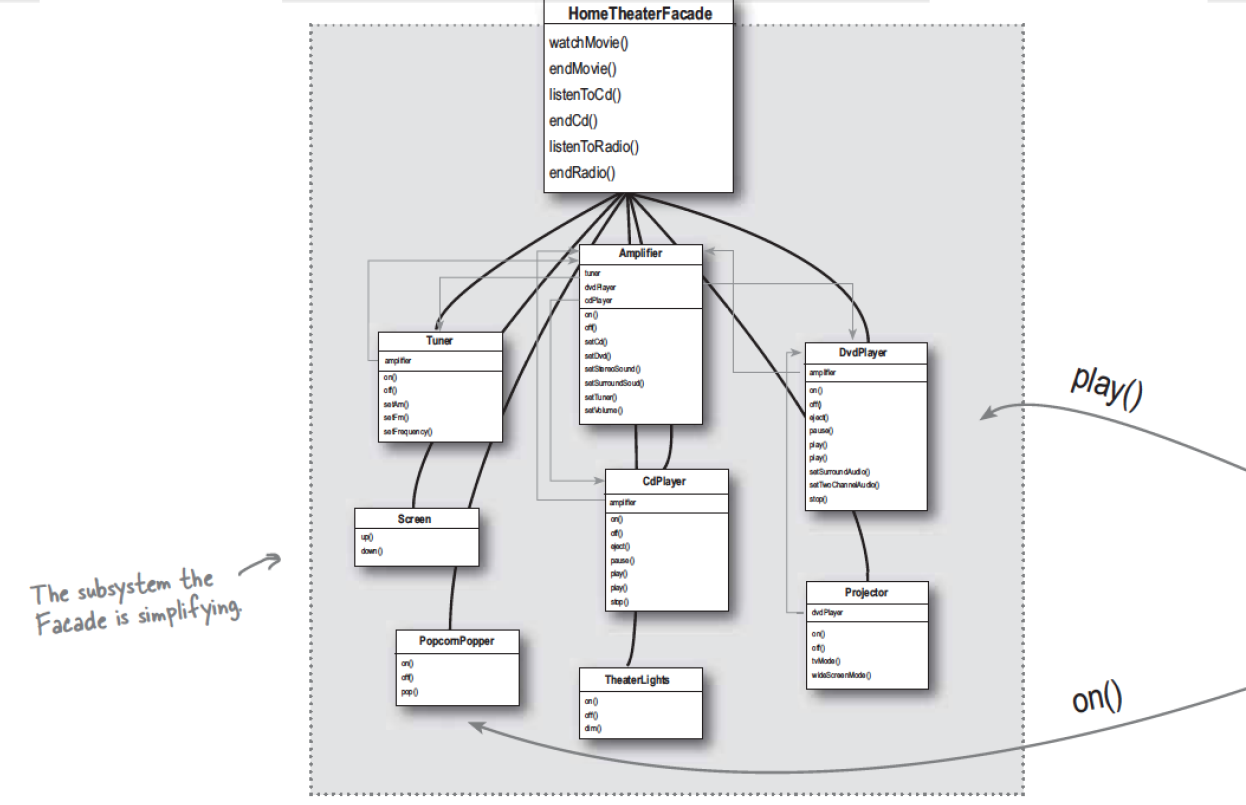 HomeTheaterFacade
watchMovie()
endMovie()
listenToCd()
endCd()
listenToRadio()
endRadio()
Amplifier
tuner
dvdPlayer
cdPlayer
on()
off()
setCd()
setDvd()
setStereoSound()
setSurroundSoud()
setTuner()
setVolume()
Tuner
amplifier
on()
off()
setAm()
setFm()
setFrequency()
DvdPlayer
amplifier
on()
off()
eject()
pause()
play()
play()
setSurroundAudio()
setTwoChannelAudio()
stop()
play()
CdPlayer
amplifier
on()
off()
eject()
pause()
play()
play()
stop()
Screen
up()
down()
The subsystem the
Facade is simplifying.
Projector
dvdPlayer
on()
off()
tvMode()
wideScreenMode()
PopcornPopper
on()
off()
pop()
TheaterLights
on()
off()
dim()
on()